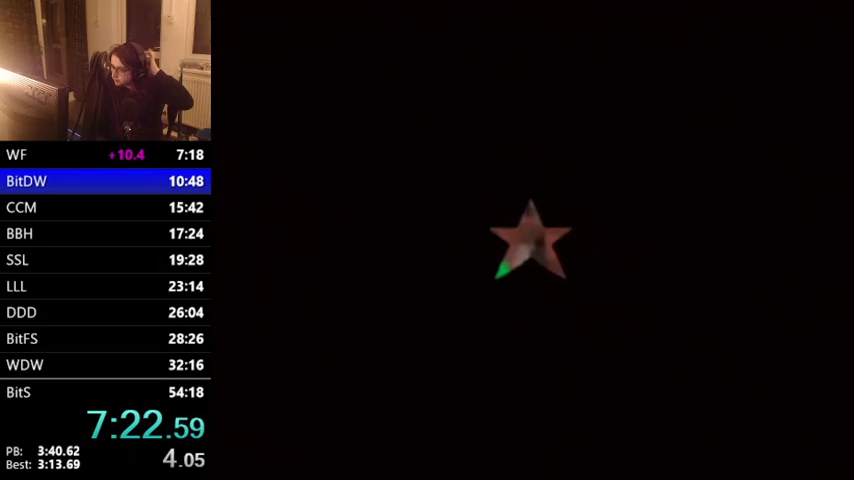 WF +10.4 7:18
BitDW 10:48
CCM 15:42
BBH 17:24
SSL 19:28
LLL 23:14
DDD 26:04
BitFS 28:26
WDW 32:16
BitS 54:18
7:22.59
PB: 3:40.62
Best: 3:13.69
4.05